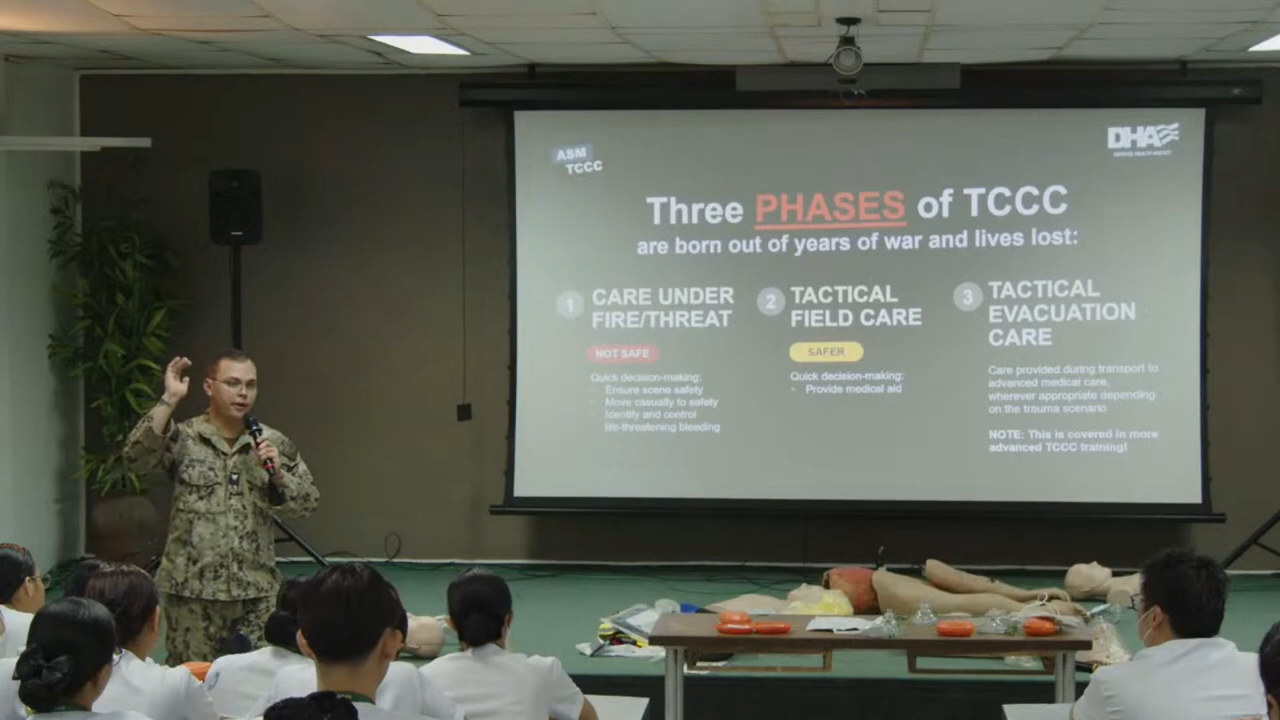 ASM
TCCC
DHA
DEFENSE HEALTH AGENCY
Three PHASES of TCCC
are born out of years of war and lives lost:
1 CARE UNDER
FIRE/THREAT
NOT SAFE
Quick decision-making:
Ensure scene safety
Move casualty to safety
Identify and control
life-threatening bleeding
2 TACTICAL
FIELD CARE
SAFER
Quick decision-making:
• Provide medical aid
3 TACTICAL
EVACUATION
CARE
Care provided during transport to
advanced medical care,
wherever appropriate depending
on the trauma scenario
NOTE: This is covered in more
advanced TCCC training!